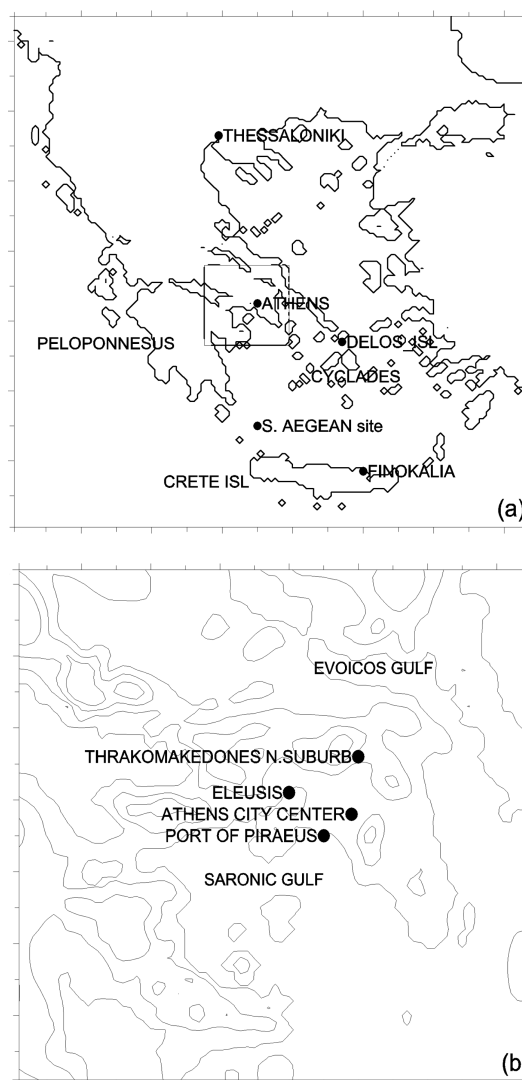 THESSALONIKI
ATHENS
PELOPONNESUS
DELOS ISL
CYCLADES
S. AEGEAN site
FINOKALIA
CRETE ISL
(a)
EVOICOS GULF
THRAKOMAKEDONES N.SUBURB
ELEUSIS
ATHENS CITY CENTER
PORT OF PIRAEUS
SARONIC GULF
(b)